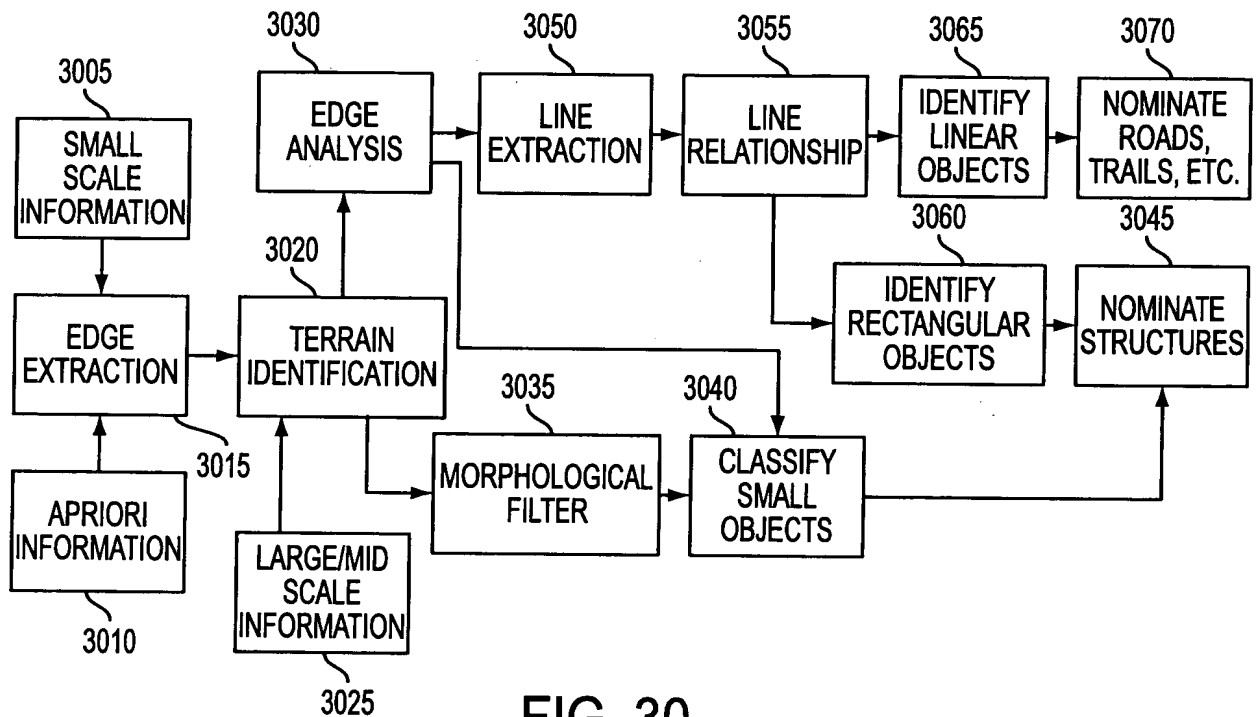 3005
SMALL
SCALE
INFORMATION
3030
EDGE
ANALYSIS
3050
LINE
EXTRACTION
3055
LINE
RELATIONSHIP
3065
IDENTIFY
LINEAR
OBJECTS
3070
NOMINATE
ROADS,
TRAILS, ETC.
3020
TERRAIN
IDENTIFICATION
3060
IDENTIFY
RECTANGULAR
OBJECTS
3045
NOMINATE
STRUCTURES
EDGE
EXTRACTION
3015
3035
MORPHOLOGICAL
FILTER
3040
CLASSIFY
SMALL
OBJECTS
APRIORI
INFORMATION
3010
LARGE/MID
SCALE
INFORMATION
3025
FIG. 30